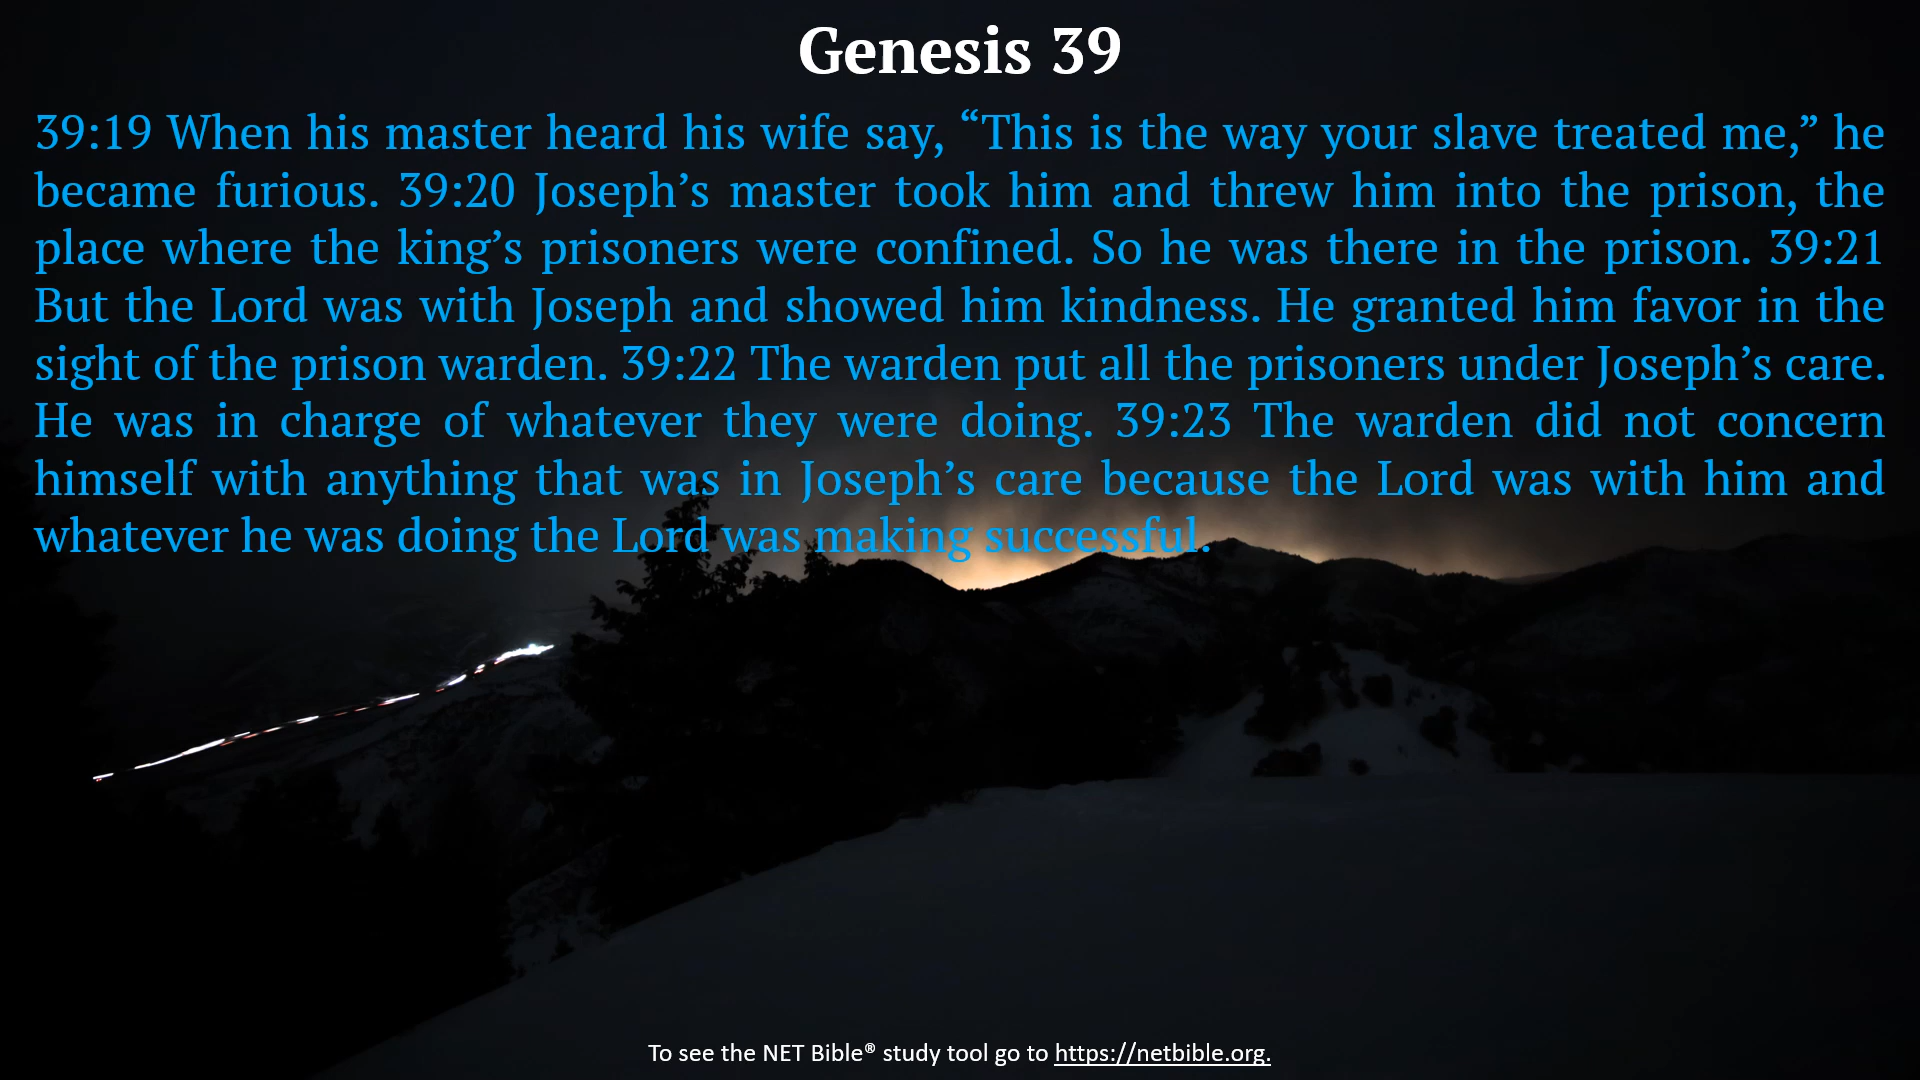 Genesis 39
39:19 When his master heard his wife say, “This is the way your slave treated me,” he
became furious. 39:20 Joseph’s master took him and threw him into the prison, the
place where the king’s prisoners were confined. So he was there in the prison. 39:21
But the Lord was with Joseph and showed him kindness. He granted him favor in the
sight of the prison warden. 39:22 The warden put all the prisoners under Joseph’s care.
He was in charge of whatever they were doing. 39:23 The warden did not concern
himself with anything that was in Joseph’s care because the Lord was with him and
whatever he was doing the Lord was making successful.
To see the NET Bible® study tool go to https://netbible.org.